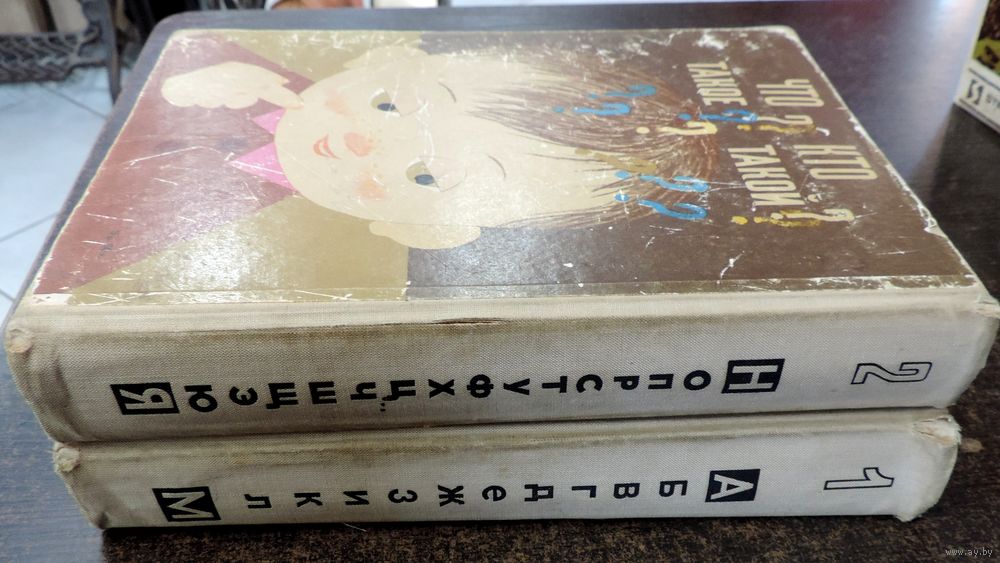 ЧТО ? КТО ?
ТАКОЕ ? ТАКОЙ ?
2 Н О П Р С Т У Ф Х Ц Ч Ш Щ Э Ю Я
1 А Б В Г Д Е Ж З И К Л М
www.ay.by